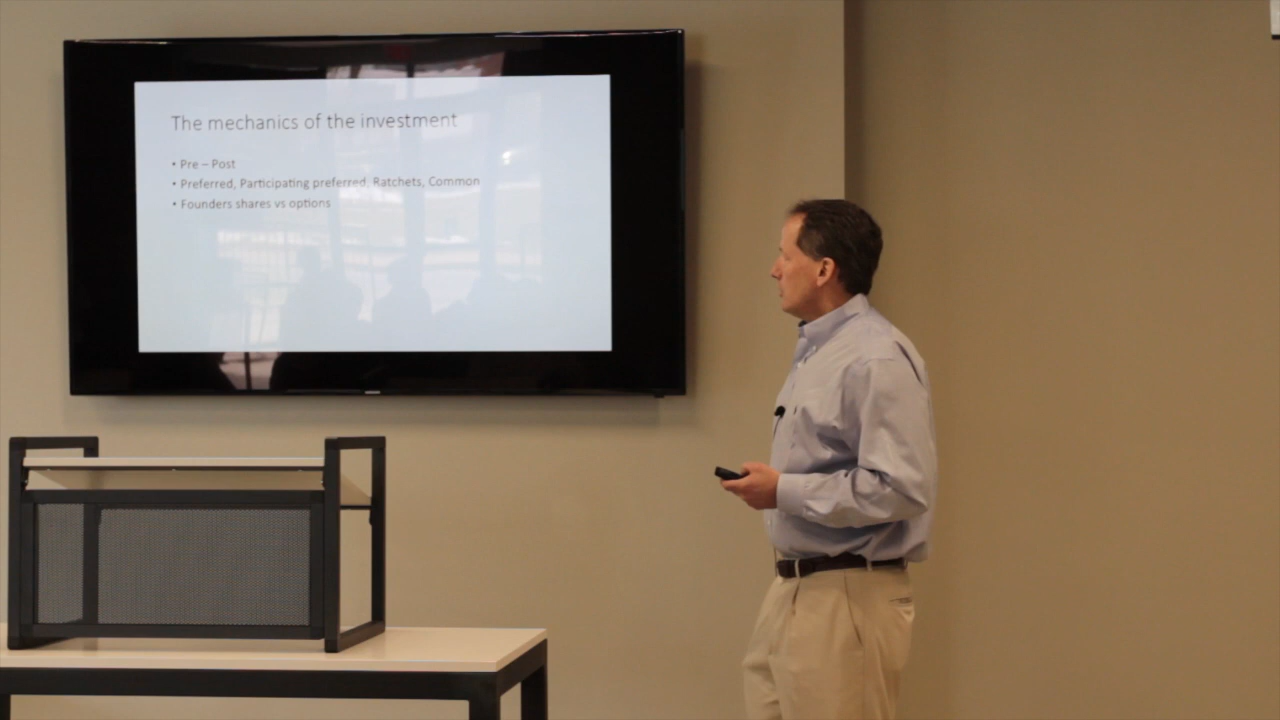 The mechanics of the investment
• Pre – Post
• Preferred, Participating preferred, Ratchets, Common
• Founders shares vs options